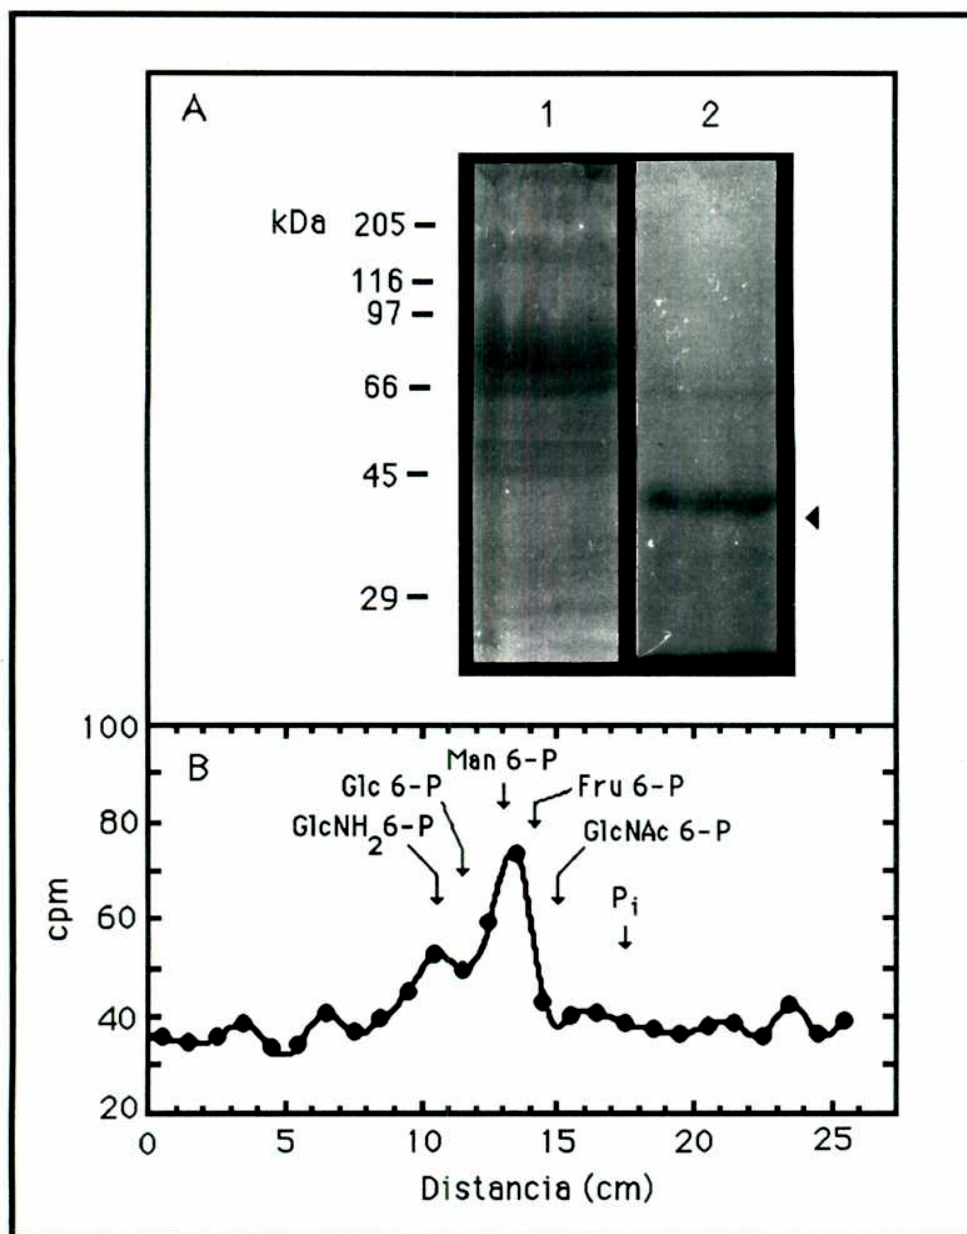 A
1 2
kDa 205
116
97
66
45
29
B
Man 6-P
Glc 6-P Fru 6-P
GlcNH2 6-P GlcNAc 6-P
Pi
100
80
60
40
20
cpm
0 5 10 15 20 25
Distancia (cm)